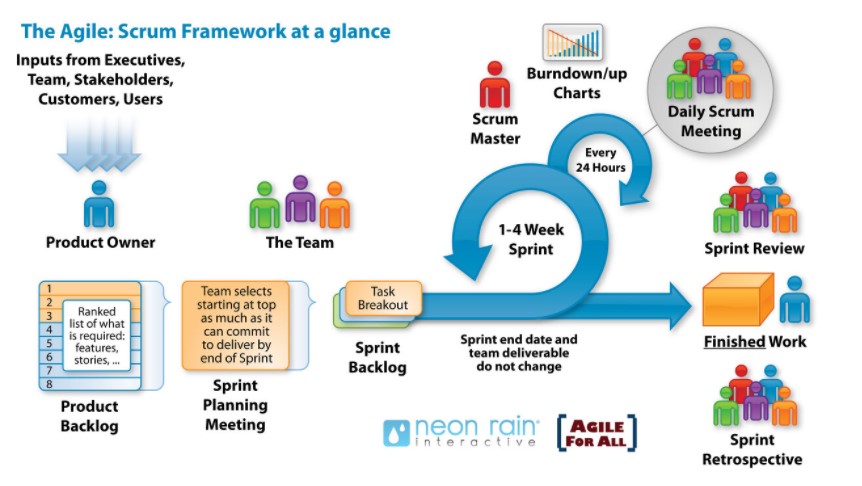 The Agile: Scrum Framework at a glance
Inputs from Executives,
Team, Stakeholders,
Customers, Users
Product Owner
The Team
1
2
3
4
5
6
7
8
Ranked
list of what
is required:
features,
stories, ...
Product
Backlog
Team selects
starting at top
as much as it
can commit
to deliver by
end of Sprint
Sprint
Planning
Meeting
Task
Breakout
Sprint
Backlog
Scrum
Master
Burndown/up
Charts
Every
24 Hours
1-4 Week
Sprint
Sprint end date and
team deliverable
do not change
Daily Scrum
Meeting
Sprint Review
Finished Work
Sprint
Retrospective
neon rain®
interactive
AGILE
FOR ALL